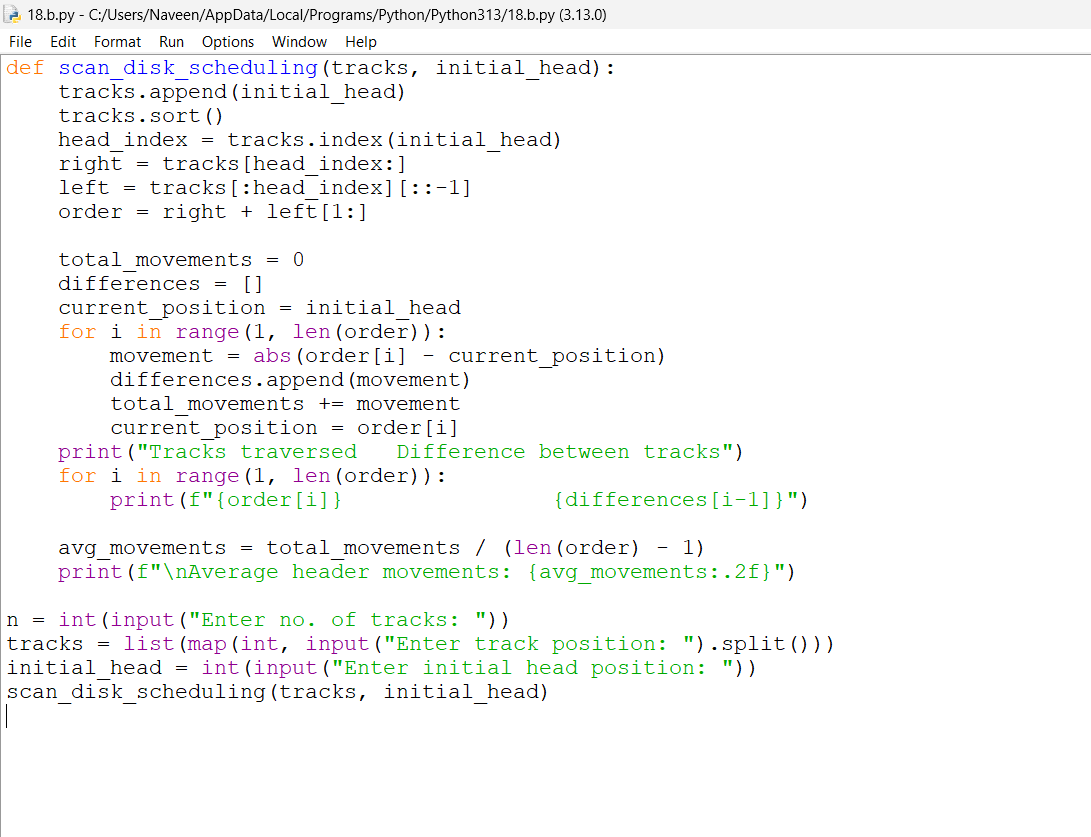 18.b.py - C:/Users/Naveen/AppData/Local/Programs/Python/Python313/18.b.py (3.13.0)
File Edit Format Run Options Window Help
def scan_disk_scheduling(tracks, initial_head):
    tracks.append(initial_head)
    tracks.sort()
    head_index = tracks.index(initial_head)
    right = tracks[head_index:]
    left = tracks[:head_index][::-1]
    order = right + left[1:]

    total_movements = 0
    differences = []
    current_position = initial_head
    for i in range(1, len(order)):
        movement = abs(order[i] - current_position)
        differences.append(movement)
        total_movements += movement
        current_position = order[i]
    print("Tracks traversed   Difference between tracks")
    for i in range(1, len(order)):
        print(f"{order[i]}                {differences[i-1]}")

    avg_movements = total_movements / (len(order) - 1)
    print(f"\nAverage header movements: {avg_movements:.2f}")

n = int(input("Enter no. of tracks: "))
tracks = list(map(int, input("Enter track position: ").split()))
initial_head = int(input("Enter initial head position: "))
scan_disk_scheduling(tracks, initial_head)